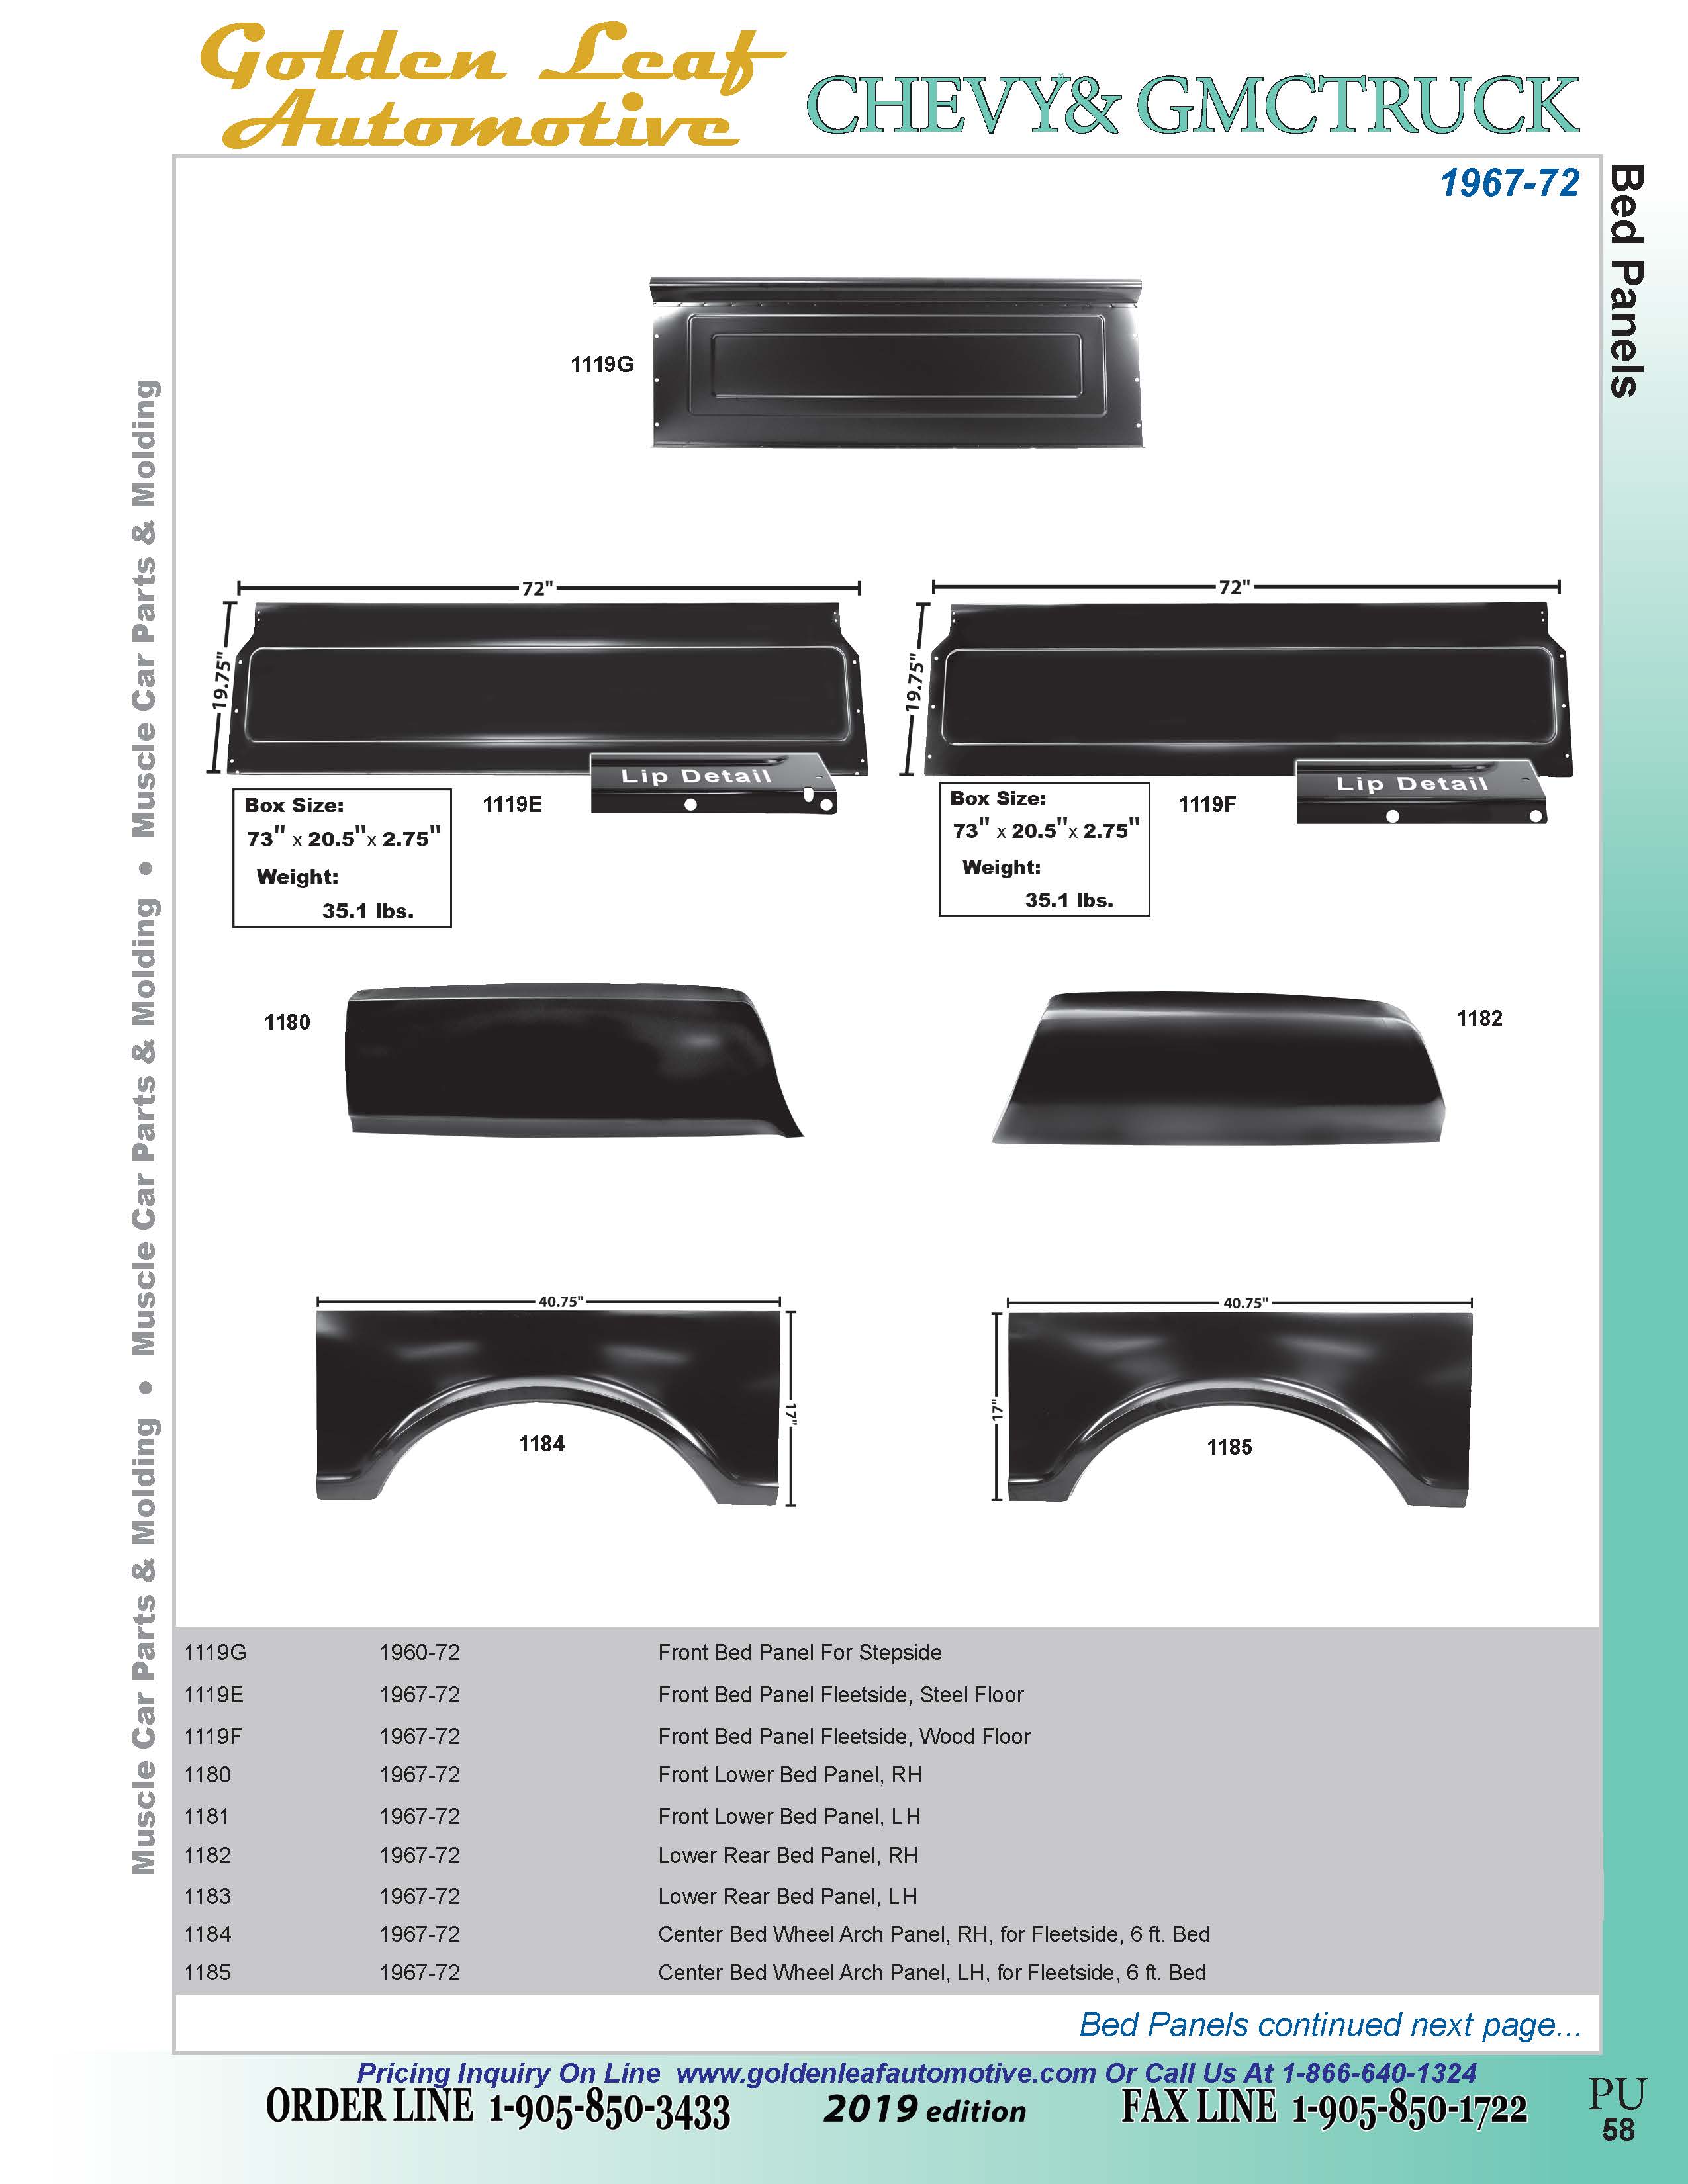 Golden Leaf
Automotive
CHEVY& GMCTRUCK
1967-72
Bed Panels
Muscle Car Parts & Molding • Muscle Car Parts & Molding • Muscle Car Parts & Molding
1119G
72"
19.75"
Lip Detail
1119E
Box Size:
73" x 20.5"x 2.75"
Weight:
35.1 lbs.
72"
19.75"
Lip Detail
1119F
Box Size:
73" x 20.5"x 2.75"
Weight:
35.1 lbs.
1180
1182
40.75"
17"
1184
40.75"
17"
1185
1119G 1960-72 Front Bed Panel For Stepside
1119E 1967-72 Front Bed Panel Fleetside, Steel Floor
1119F 1967-72 Front Bed Panel Fleetside, Wood Floor
1180 1967-72 Front Lower Bed Panel, RH
1181 1967-72 Front Lower Bed Panel, LH
1182 1967-72 Lower Rear Bed Panel, RH
1183 1967-72 Lower Rear Bed Panel, LH
1184 1967-72 Center Bed Wheel Arch Panel, RH, for Fleetside, 6 ft. Bed
1185 1967-72 Center Bed Wheel Arch Panel, LH, for Fleetside, 6 ft. Bed
Bed Panels continued next page...
Pricing Inquiry On Line www.goldenleafautomotive.com Or Call Us At 1-866-640-1324
ORDER LINE 1-905-850-3433 2019 edition FAX LINE 1-905-850-1722
PU
58